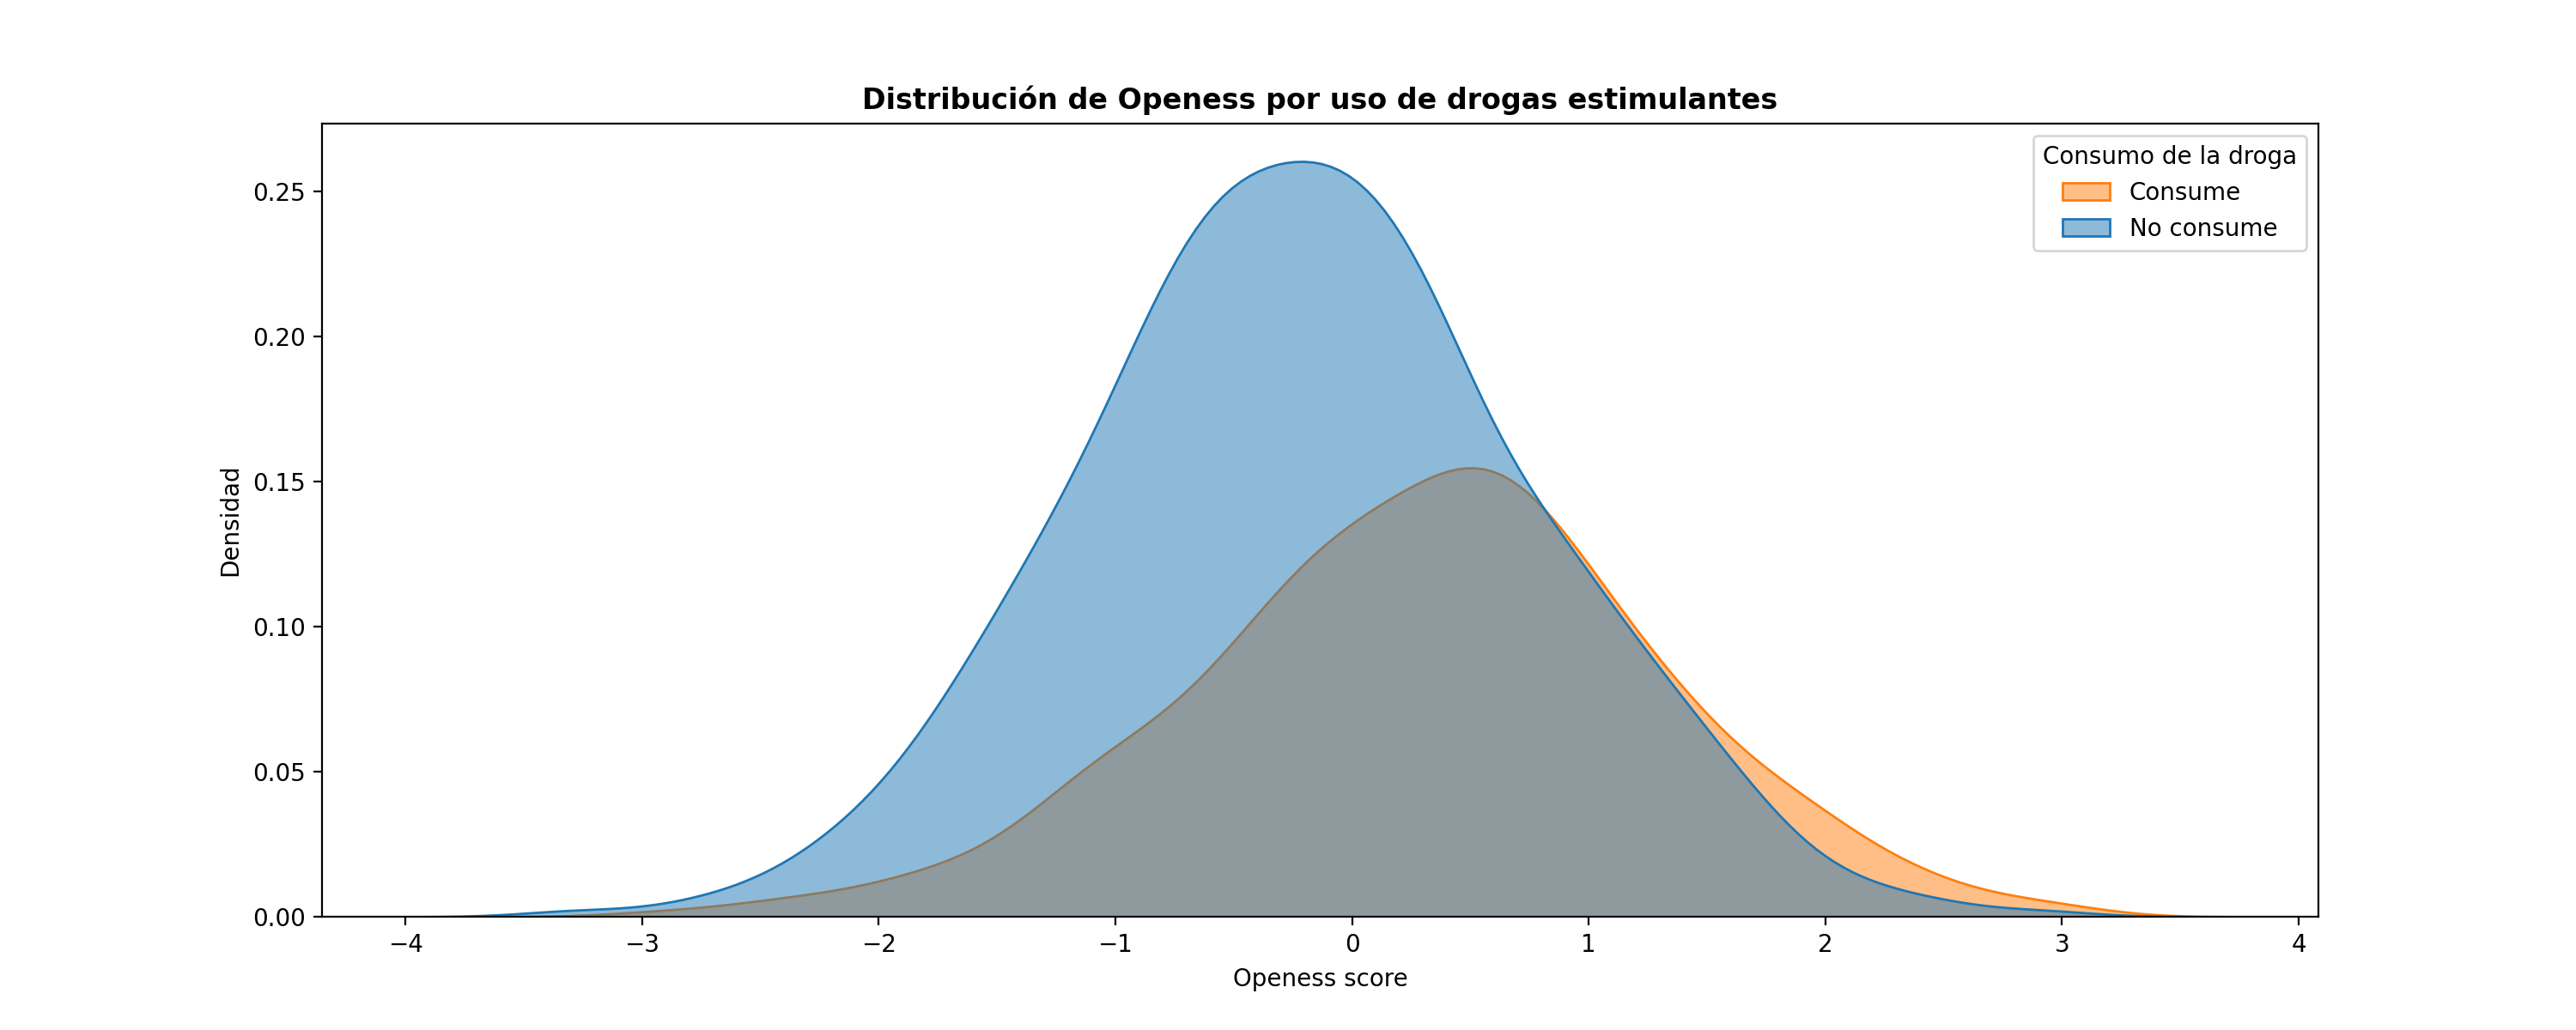 Distribución de Openess por uso de drogas estimulantes
Consumo de la droga
Consume
No consume
Densidad
0.25
0.20
0.15
0.10
0.05
0.00
−4 −3 −2 −1 0 1 2 3 4
Openess score